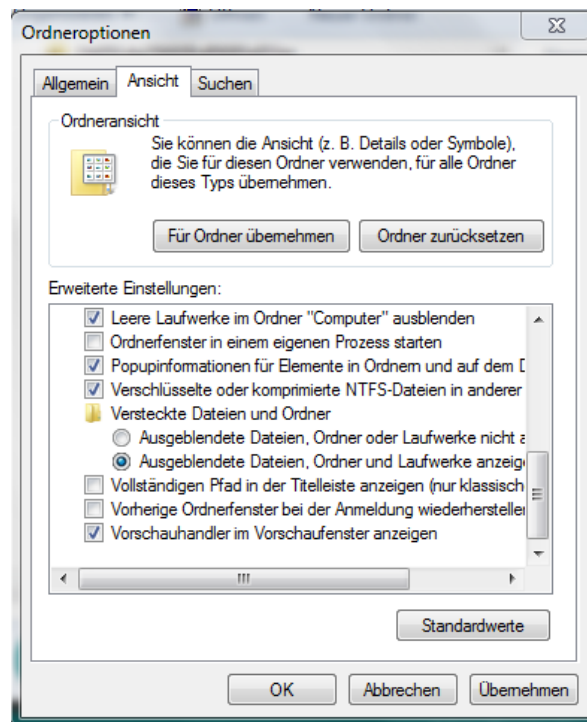 Ordneroptionen
Allgemein Ansicht Suchen
Ordneransicht
Sie können die Ansicht (z. B. Details oder Symbole),
die Sie für diesen Ordner verwenden, für alle Ordner
dieses Typs übernehmen.
Für Ordner übernehmen Ordner zurücksetzen
Erweiterte Einstellungen:
Leere Laufwerke im Ordner "Computer" ausblenden
Ordnerfenster in einem eigenen Prozess starten
Popupinformationen für Elemente in Ordnern und auf dem D
Verschlüsselte oder komprimierte NTFS-Dateien in anderer
Versteckte Dateien und Ordner
Ausgeblendete Dateien, Ordner oder Laufwerke nicht a
Ausgeblendete Dateien, Ordner und Laufwerke anzeig
Vollständigen Pfad in der Titelleiste anzeigen (nur klassisch
Vorherige Ordnerfenster bei der Anmeldung wiederherstellen
Vorschauhandler im Vorschaufenster anzeigen
Standardwerte
OK Abbrechen Übernehmen